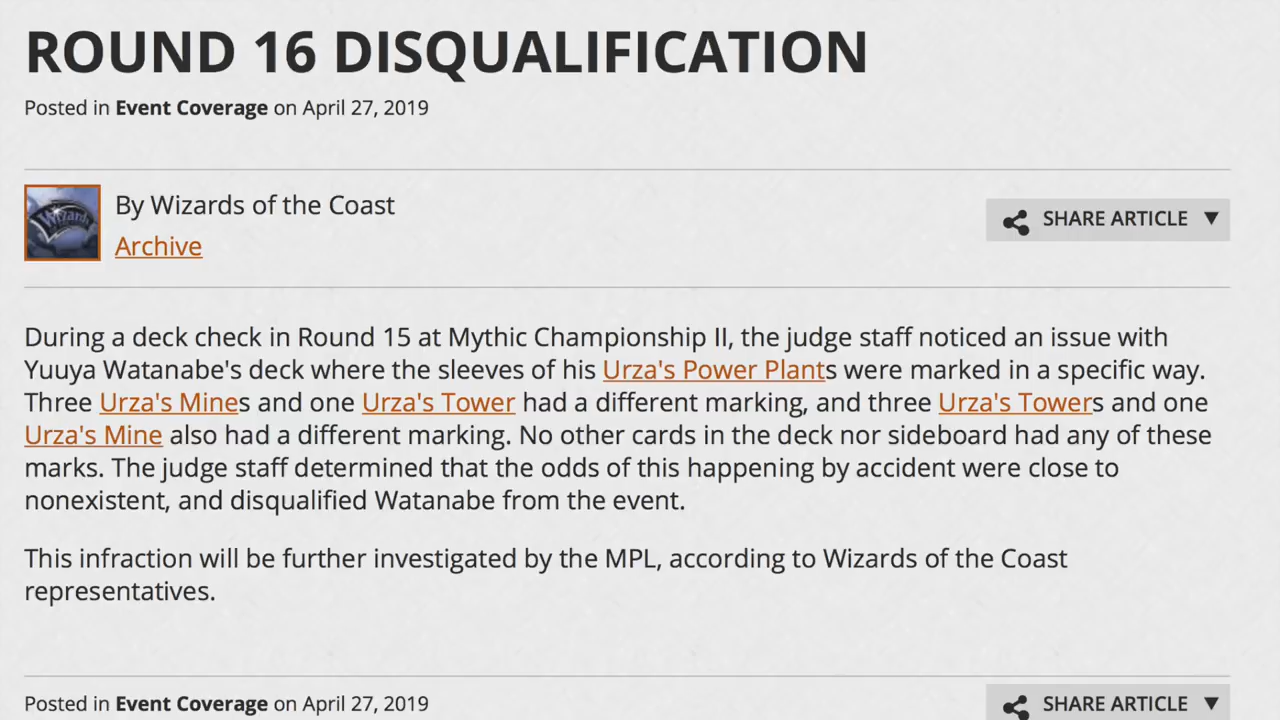 ROUND 16 DISQUALIFICATION
Posted in Event Coverage on April 27, 2019
Wizards
By Wizards of the Coast
Archive
SHARE ARTICLE ▼
During a deck check in Round 15 at Mythic Championship II, the judge staff noticed an issue with
Yuuya Watanabe's deck where the sleeves of his Urza's Power Plants were marked in a specific way.
Three Urza's Mines and one Urza's Tower had a different marking, and three Urza's Towers and one
Urza's Mine also had a different marking. No other cards in the deck nor sideboard had any of these
marks. The judge staff determined that the odds of this happening by accident were close to
nonexistent, and disqualified Watanabe from the event.
This infraction will be further investigated by the MPL, according to Wizards of the Coast
representatives.
Posted in Event Coverage on April 27, 2019
SHARE ARTICLE ▼